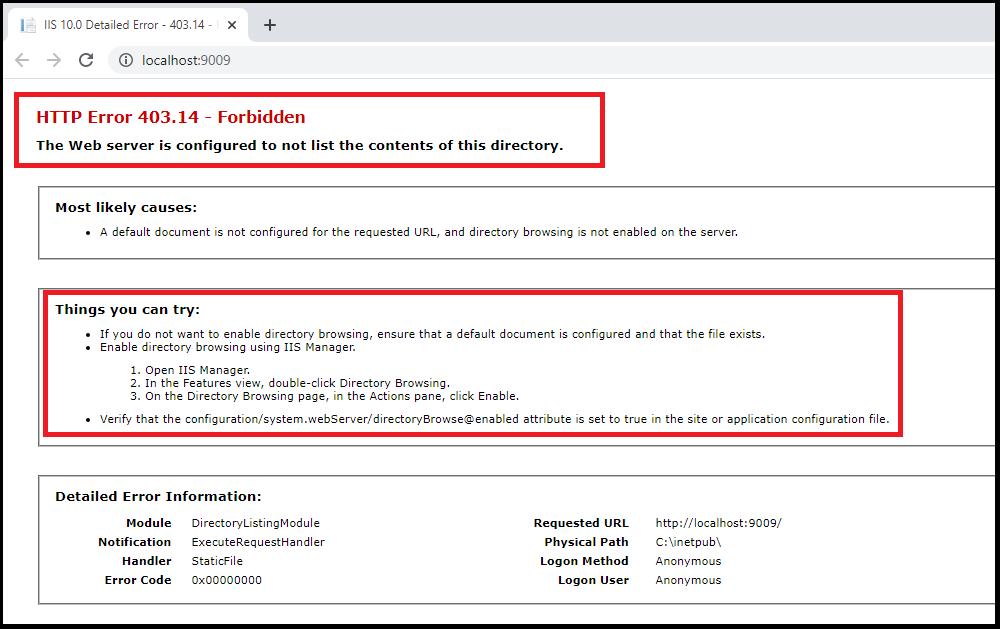 IIS 10.0 Detailed Error - 403.14 -
localhost:9009
HTTP Error 403.14 - Forbidden
The Web server is configured to not list the contents of this directory.
Most likely causes:
• A default document is not configured for the requested URL, and directory browsing is not enabled on the server.
Things you can try:
• If you do not want to enable directory browsing, ensure that a default document is configured and that the file exists.
• Enable directory browsing using IIS Manager.
1. Open IIS Manager.
2. In the Features view, double-click Directory Browsing.
3. On the Directory Browsing page, in the Actions pane, click Enable.
• Verify that the configuration/system.webServer/directoryBrowse@enabled attribute is set to true in the site or application configuration file.
Detailed Error Information:
Module DirectoryListingModule
Notification ExecuteRequestHandler
Handler StaticFile
Error Code 0x00000000
Requested URL http://localhost:9009/
Physical Path C:\inetpub\
Logon Method Anonymous
Logon User Anonymous